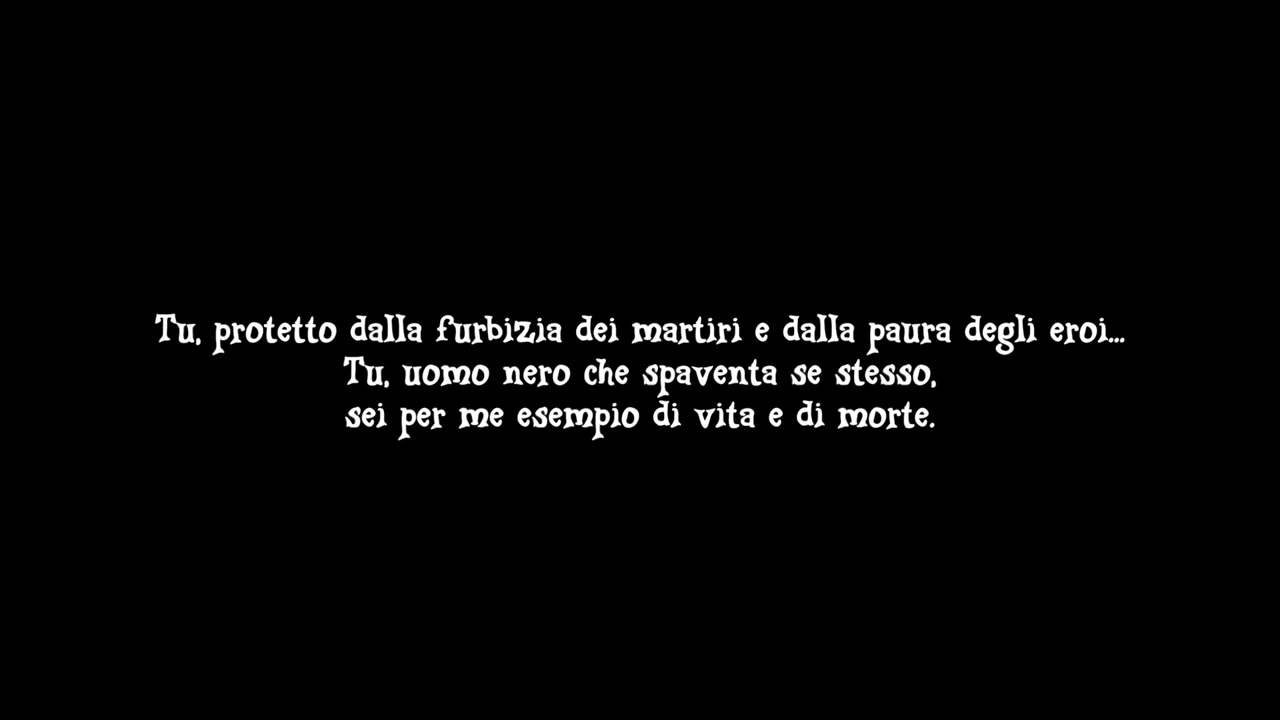 Tu, protetto dalla furbizia dei martiri e dalla paura degli eroi...
Tu, uomo nero che spaventa se stesso,
sei per me esempio di vita e di morte.